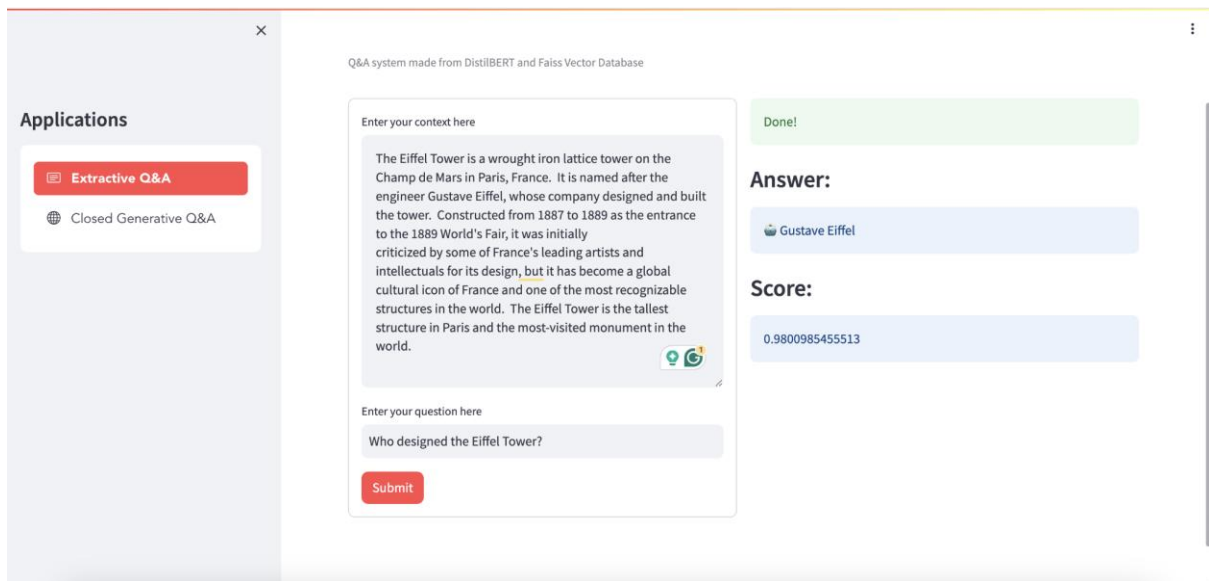 Q&A system made from DistilBERT and Faiss Vector Database
Applications
Extractive Q&A
Closed Generative Q&A
Enter your context here
The Eiffel Tower is a wrought iron lattice tower on the
Champ de Mars in Paris, France.  It is named after the
engineer Gustave Eiffel, whose company designed and built
the tower.  Constructed from 1887 to 1889 as the entrance
to the 1889 World's Fair, it was initially
criticized by some of France's leading artists and
intellectuals for its design, but it has become a global
cultural icon of France and one of the most recognizable
structures in the world.  The Eiffel Tower is the tallest
structure in Paris and the most-visited monument in the
world.
1
Enter your question here
Who designed the Eiffel Tower?
Submit
Done!
Answer:
Gustave Eiffel
Score:
0.9800985455513